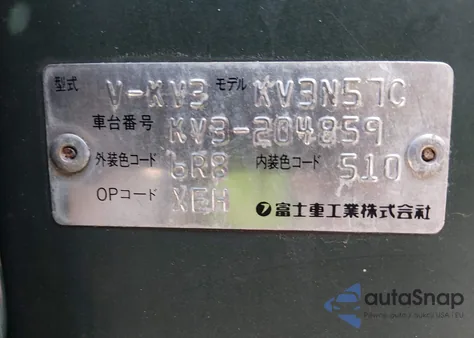 型式 V-KV3 モデル KV3N57C
車台番号 KV3-204859
外装色コード 6R8 内装色コード 510
OPコード XEH
フ 富士重工業株式会社
autaSnap